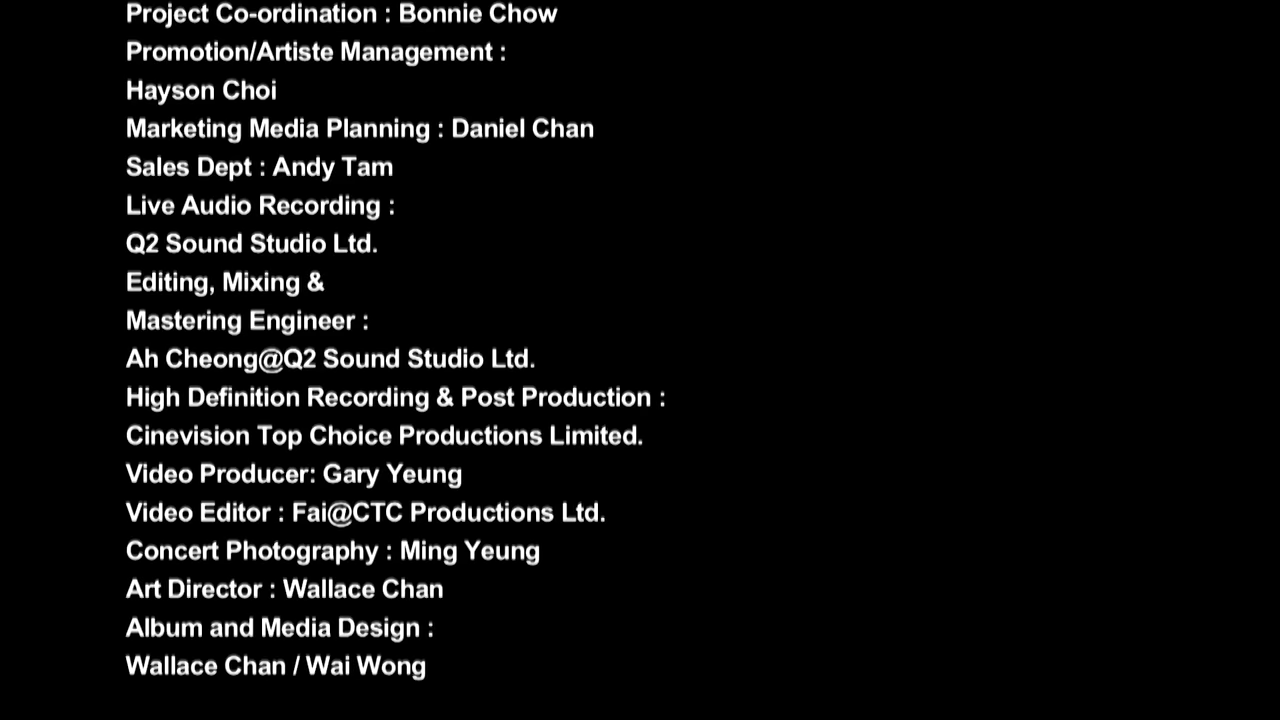 Project Co-ordination : Bonnie Chow
Promotion/Artiste Management :
Hayson Choi
Marketing Media Planning : Daniel Chan
Sales Dept : Andy Tam
Live Audio Recording :
Q2 Sound Studio Ltd.
Editing, Mixing &
Mastering Engineer :
Ah Cheong@Q2 Sound Studio Ltd.
High Definition Recording & Post Production :
Cinevision Top Choice Productions Limited.
Video Producer: Gary Yeung
Video Editor : Fai@CTC Productions Ltd.
Concert Photography : Ming Yeung
Art Director : Wallace Chan
Album and Media Design :
Wallace Chan / Wai Wong